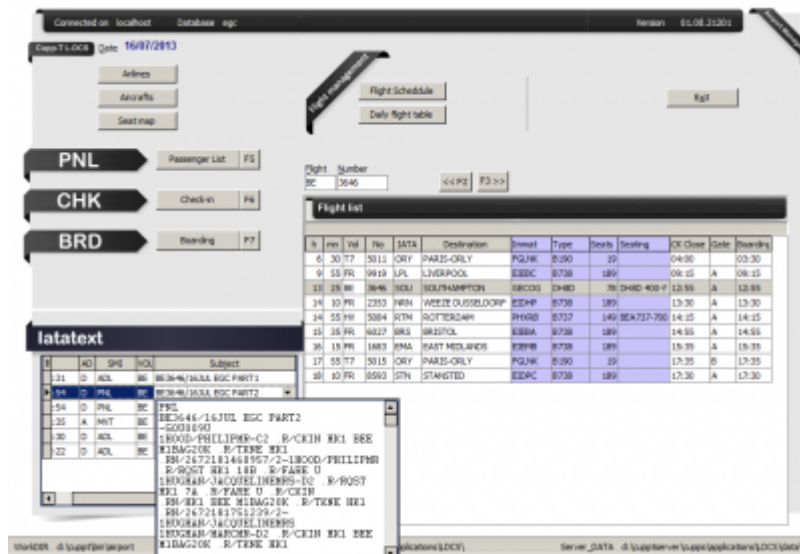 Connected on localhost Database egc Version 01.08.21201
Cupp-T L-DCS Date 16/07/2013
Airlines
Aircrafts
Seat map
Flight management
Flight Scheddule
Daily flight table
Exit
PNL Passenger List F5
CHK Check-in F6
BRD Boarding F7
Flight Number
BE 3646 << F2 F3 >>
Flight list
h mn Vol No IATA Destination Immat Type Seats Seating CK Close Gate Boarding
6 30 T7 5011 ORY PARIS-ORLY FGLNK B190 19 04:00 03:30
9 55 FR 9919 LPL LIVERPOOL B738 189 09:15 A 09:15
13 25 BE 3646 SOU SOUTHAMPTON GECOG DH8D 78 12:55 A 12:55
14 10 FR 2353 NRN WEEZE DUSSELDORF EIDHP B738 189 13:30 A 13:30
14 55 HV 5084 RTM ROTTERDAM PHXRB B737 149 BEA737-700 14:15 A 14:15
15 35 FR 6027 BRS BRISTOL B738 189 14:55 A 14:55
16 15 FR 1683 EMA EAST MIDLANDS B738 189 15:35 A 15:35
17 55 T7 5015 ORY PARIS-ORLY FGLNK B190 19 17:35 B 17:35
18 10 FR 8593 STN STANSTED EIDPC B738 189 17:30 A 17:30
Iatatext
AD SMI VOL Subject
:31 D ADL BE BE3646/16JUL EGC PART1
:54 D PNL BE BE3646/16JUL EGC PART2
:54 D PNL BE
:35 A MVT BE
:30 D ADL BE
:22 D ADL BE
PNL
BE3646/16JUL EGC PART2
-SOU089U
1HOOD/PHILIPMR-C2 .R/CKIN HK1 BEE
M1BAG20K .R/TKNE HK1
.RN/2672181468957/2-1HOOD/PHILIPMR
.R/RQST HK1 18B .R/FARE U
1HUGHAN/JACQUELINEMRS-D2 .R/RQST
HK1 7A .R/FARE U .R/CKIN
.RN/HK1 BEE M1BAG20K .R/TKNE HK1
.RN/2672181751239/2-
1HUGHAN/JACQUELINEMRS
1HUGHAN/MARCMR-D2 .R/CKIN HK1 BEE
M1BAG20K .R/TKNE HK1
WorkDIR Server_DATA